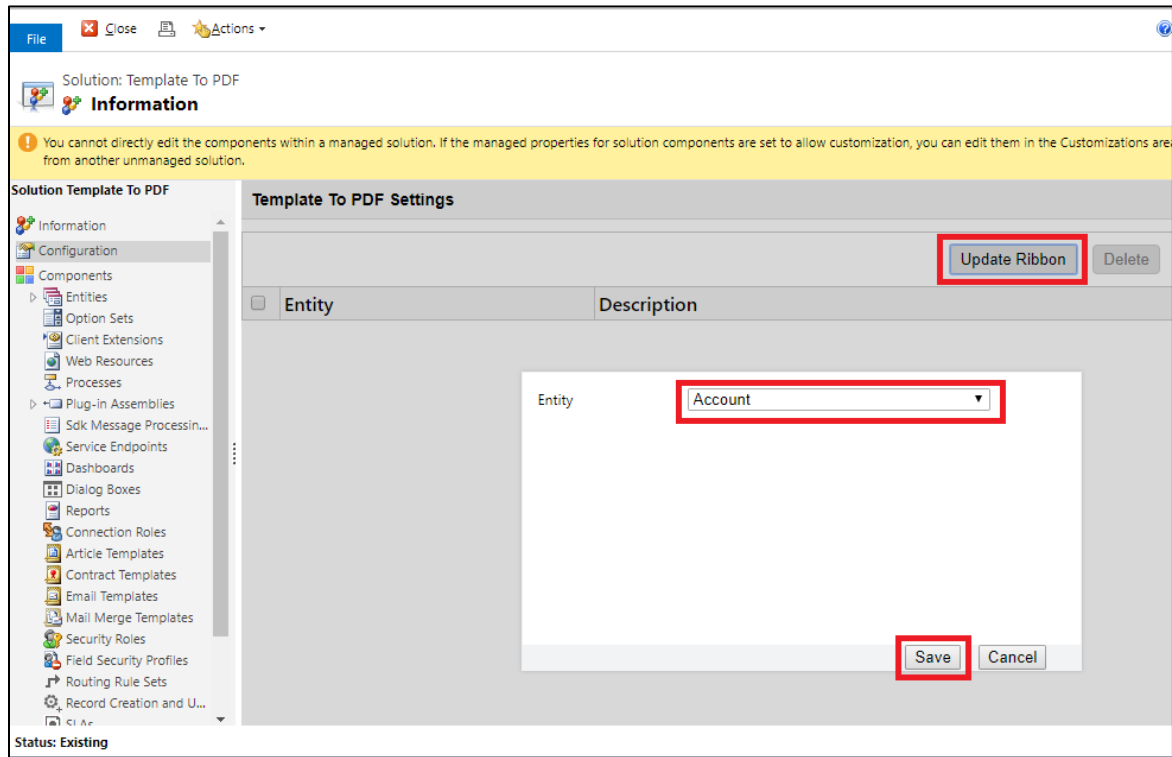 File
Close
Actions
Solution: Template To PDF
Information
You cannot directly edit the components within a managed solution. If the managed properties for solution components are set to allow customization, you can edit them in the Customizations area
from another unmanaged solution.
Solution Template To PDF
Information
Configuration
Components
Entities
Option Sets
Client Extensions
Web Resources
Processes
Plug-in Assemblies
Sdk Message Processin...
Service Endpoints
Dashboards
Dialog Boxes
Reports
Connection Roles
Article Templates
Contract Templates
Email Templates
Mail Merge Templates
Security Roles
Field Security Profiles
Routing Rule Sets
Record Creation and U...
SLAs
Template To PDF Settings
Update Ribbon
Delete
Entity
Description
Entity
Account
Save
Cancel
Status: Existing